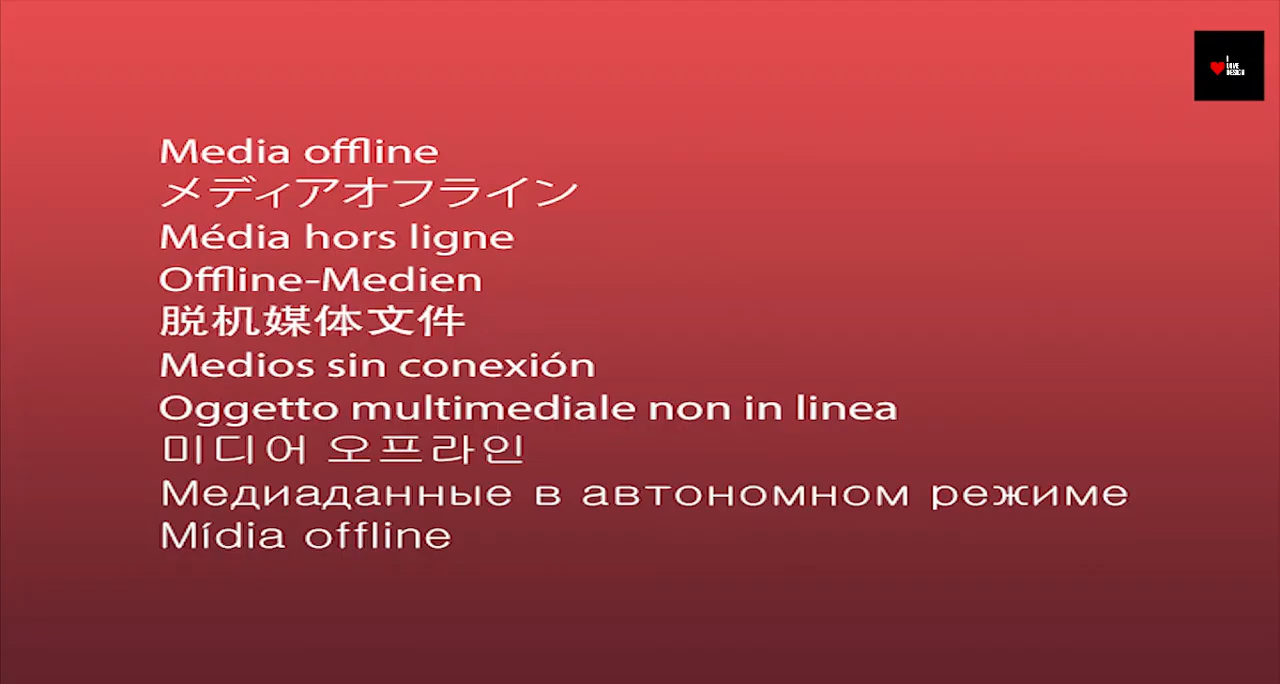 I
LOVE
DESIGN
Media offline
メディアオフライン
Média hors ligne
Offline-Medien
脱机媒体文件
Medios sin conexión
Oggetto multimediale non in linea
미디어 오프라인
Медиаданные в автономном режиме
Mídia offline